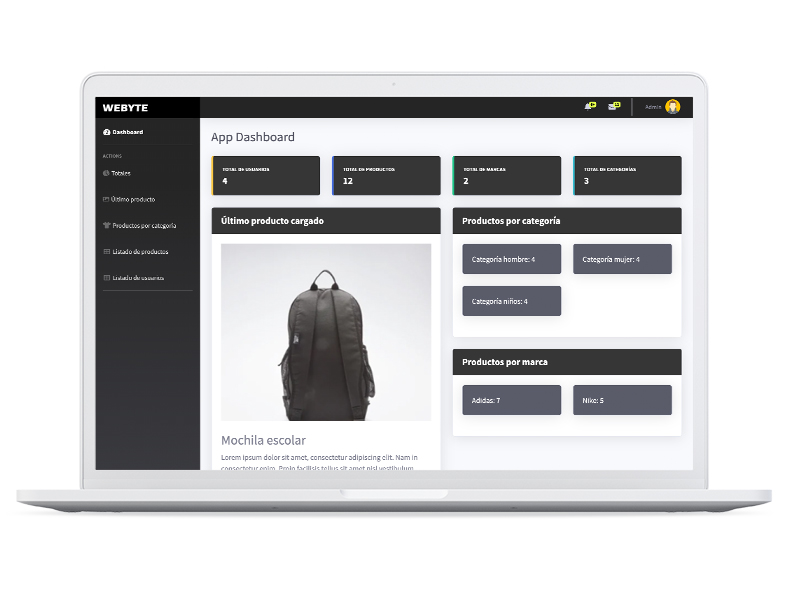 WEBYTE
Admin
Dashboard
ACTIONS
Totales
Último producto
Productos por categoría
Listado de productos
Listado de usuarios
App Dashboard
TOTAL DE USUARIOS
4
TOTAL DE PRODUCTOS
12
TOTAL DE MARCAS
2
TOTAL DE CATEGORÍAS
3
Último producto cargado
Mochila escolar
Lorem ipsum dolor sit amet, consectetur adipiscing elit. Nam in
consectetur enim. Proin facilisis tellus sit amet nisl vestibulum
Productos por categoría
Categoría hombre: 4
Categoría mujer: 4
Categoría niños: 4
Productos por marca
Adidas: 7
Nike: 5